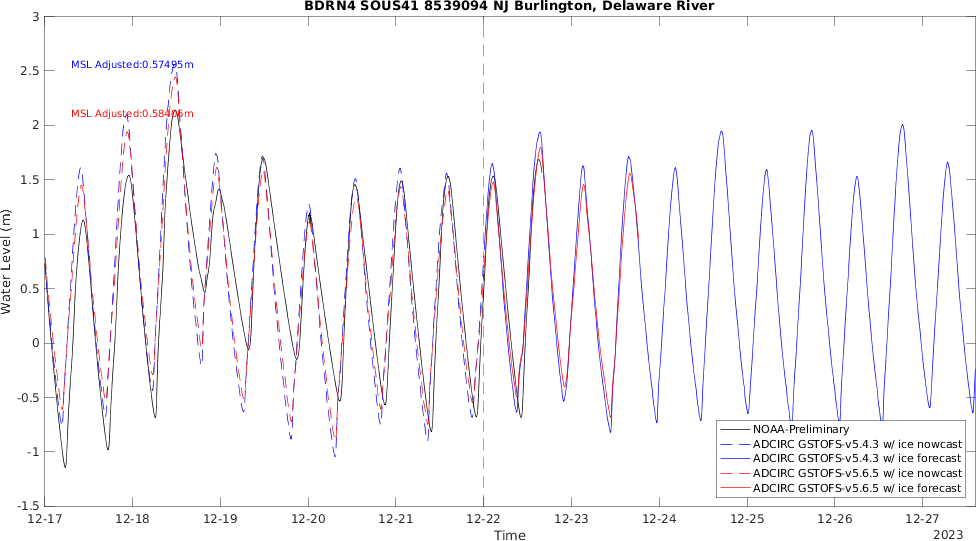 BDRN4 SOUS41 8539094 NJ Burlington, Delaware River
3
2.5
2
1.5
1
0.5
0
-0.5
-1
-1.5
Water Level (m)
MSL Adjusted:0.57495m
MSL Adjusted:0.58406m
NOAA-Preliminary
ADCIRC GSTOFS-v5.4.3 w/ ice nowcast
ADCIRC GSTOFS-v5.4.3 w/ ice forecast
ADCIRC GSTOFS-v5.6.5 w/ ice nowcast
ADCIRC GSTOFS-v5.6.5 w/ ice forecast
12-17 12-18 12-19 12-20 12-21 12-22 12-23 12-24 12-25 12-26 12-27
Time
2023